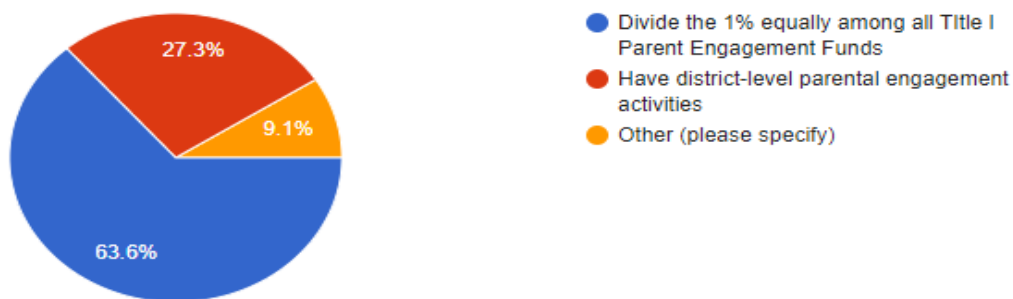 27.3%
9.1%
63.6%
Divide the 1% equally among all TItle I
Parent Engagement Funds
Have district-level parental engagement
activities
Other (please specify)